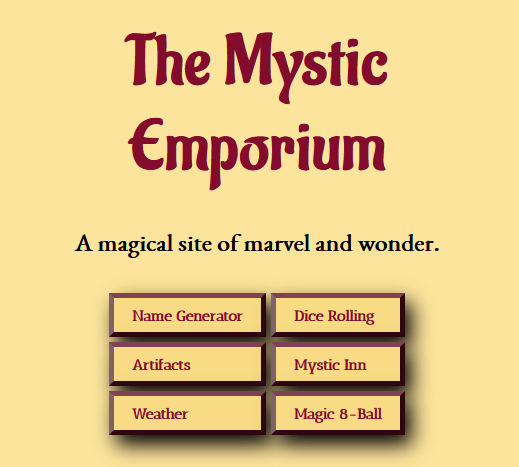 The Mystic
Emporium
A magical site of marvel and wonder.
Name Generator
Dice Rolling
Artifacts
Mystic Inn
Weather
Magic 8-Ball